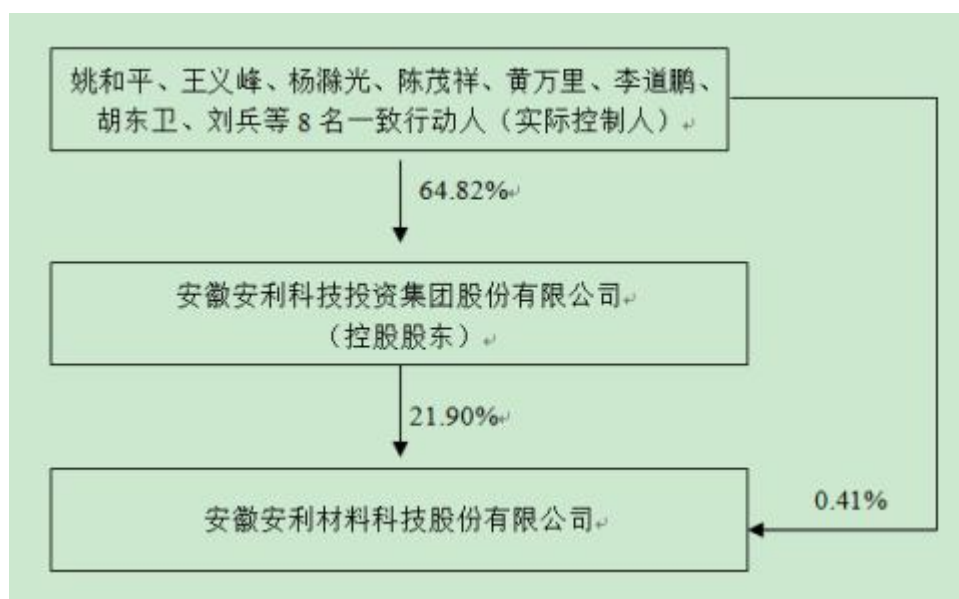 姚和平、王义峰、杨滁光、陈茂祥、黄万里、李道鹏、
胡东卫、刘兵等 8 名一致行动人（实际控制人）
64.82%
安徽安利科技投资集团股份有限公司
（控股股东）
21.90%
安徽安利材料科技股份有限公司
0.41%